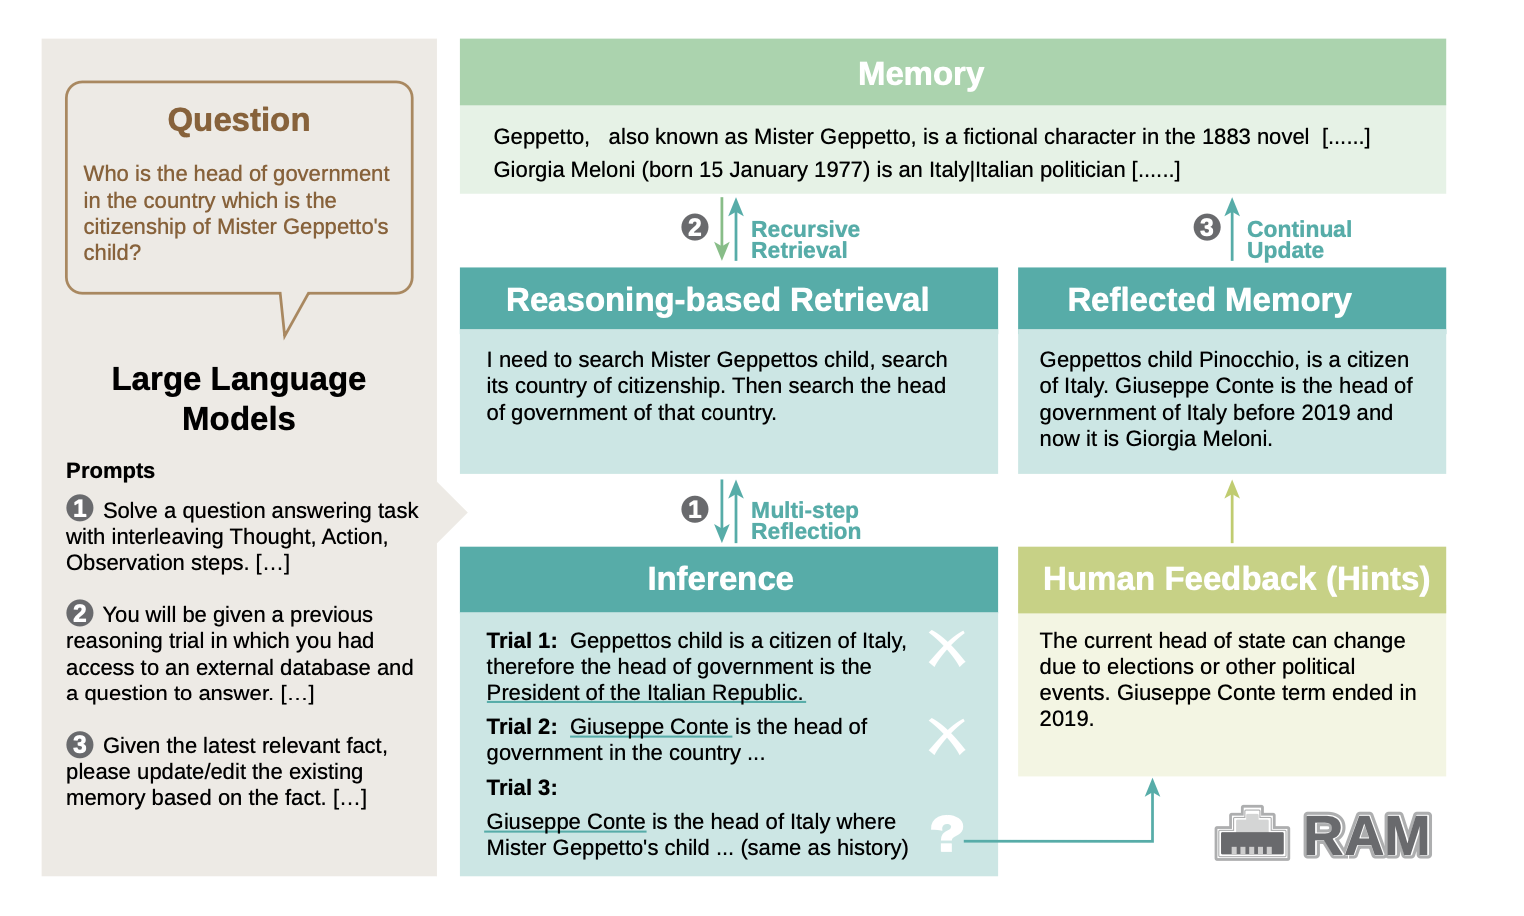 Question
Who is the head of government
in the country which is the
citizenship of Mister Geppetto's
child?
Large Language
Models
Prompts
1 Solve a question answering task
with interleaving Thought, Action,
Observation steps. […]
2 You will be given a previous
reasoning trial in which you had
access to an external database and
a question to answer. […]
3 Given the latest relevant fact,
please update/edit the existing
memory based on the fact. […]
Memory
Geppetto, also known as Mister Geppetto, is a fictional character in the 1883 novel [......]
Giorgia Meloni (born 15 January 1977) is an Italy|Italian politician [......]
2 Recursive
Retrieval
3 Continual
Update
Reasoning-based Retrieval
I need to search Mister Geppettos child, search
its country of citizenship. Then search the head
of government of that country.
Reflected Memory
Geppettos child Pinocchio, is a citizen
of Italy. Giuseppe Conte is the head of
government of Italy before 2019 and
now it is Giorgia Meloni.
1 Multi-step
Reflection
Inference
Trial 1: Geppettos child is a citizen of Italy,
therefore the head of government is the
President of the Italian Republic.
Trial 2: Giuseppe Conte is the head of
government in the country ...
Trial 3:
Giuseppe Conte is the head of Italy where
Mister Geppetto's child ... (same as history)
?
Human Feedback (Hints)
The current head of state can change
due to elections or other political
events. Giuseppe Conte term ended in
2019.
RAM